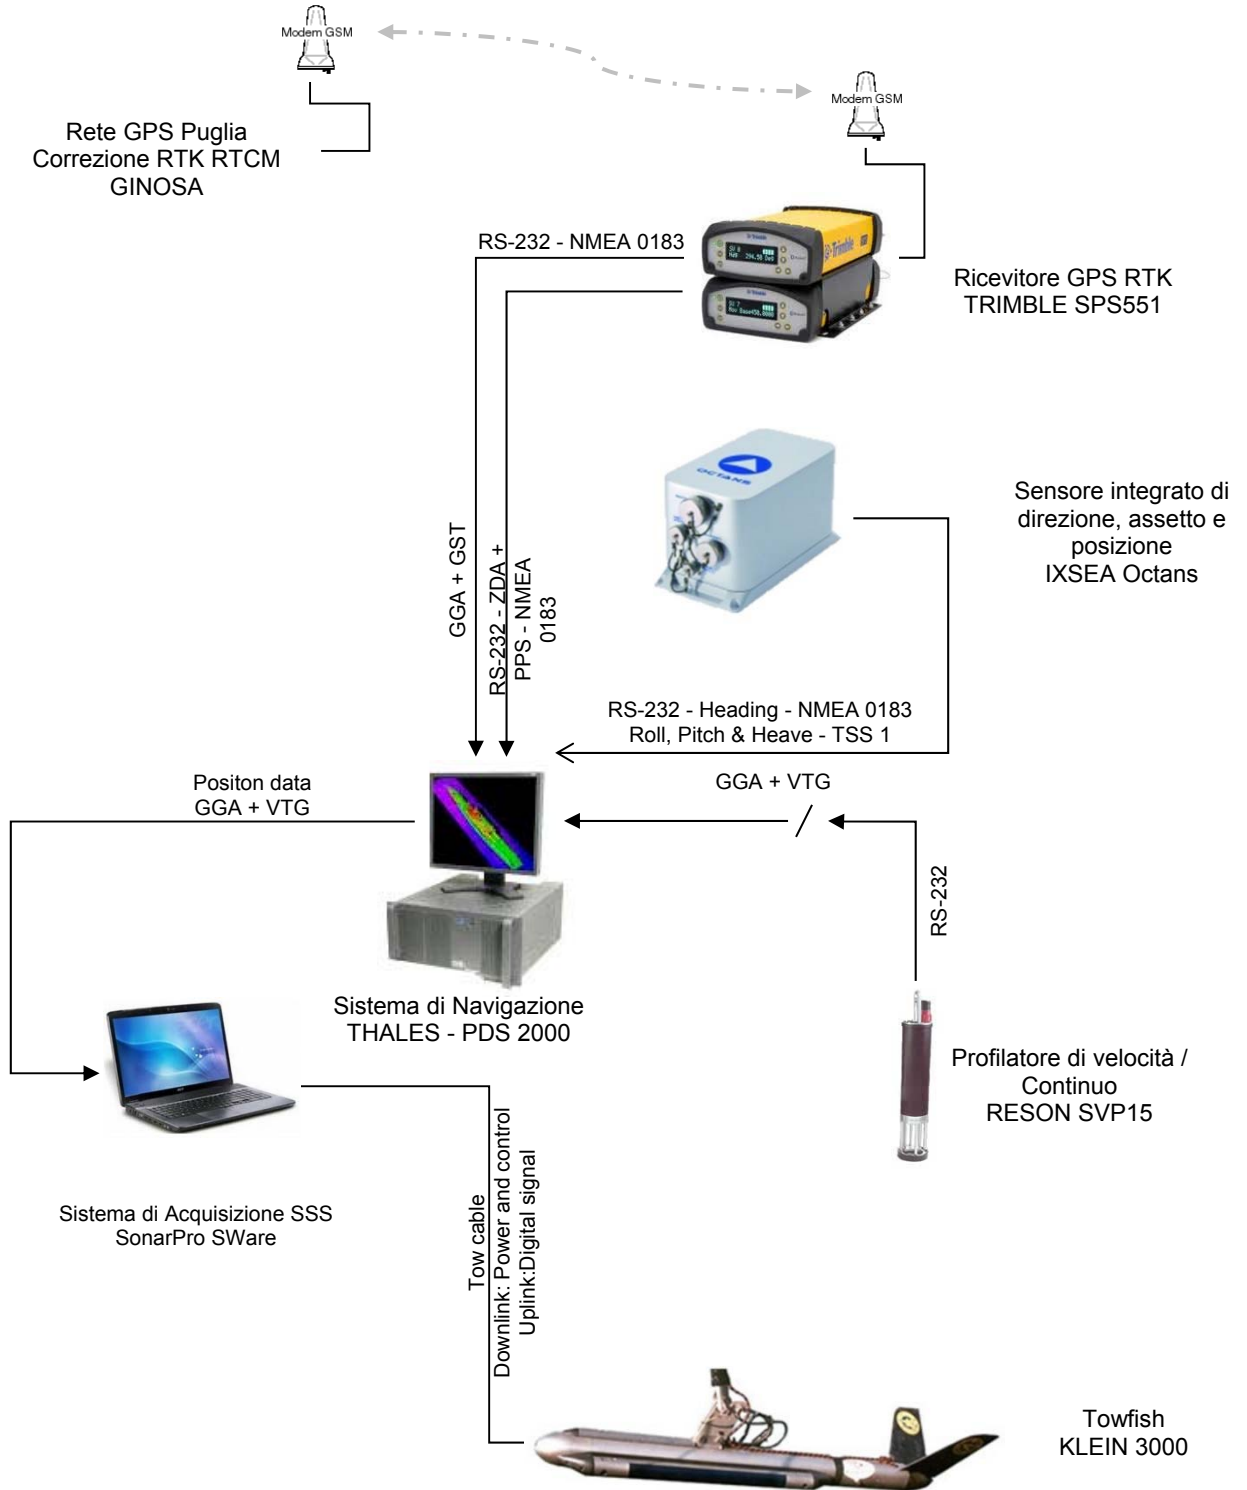 Modem GSM
Modem GSM
Rete GPS Puglia
Correzione RTK RTCM
GINOSA
RS-232 - NMEA 0183
Trimble
Ricevitore GPS RTK
TRIMBLE SPS551
OCTANS
Sensore integrato di
direzione, assetto e
posizione
IXSEA Octans
GGA + GST
RS-232 - ZDA +
PPS - NMEA
0183
RS-232 - Heading - NMEA 0183
Roll, Pitch & Heave - TSS 1
Positon data
GGA + VTG
GGA + VTG
/
RS-232
Sistema di Navigazione
THALES - PDS 2000
Profilatore di velocità /
Continuo
RESON SVP15
Sistema di Acquisizione SSS
SonarPro SWare
Tow cable
Downlink: Power and control
Uplink:Digital signal
Towfish
KLEIN 3000